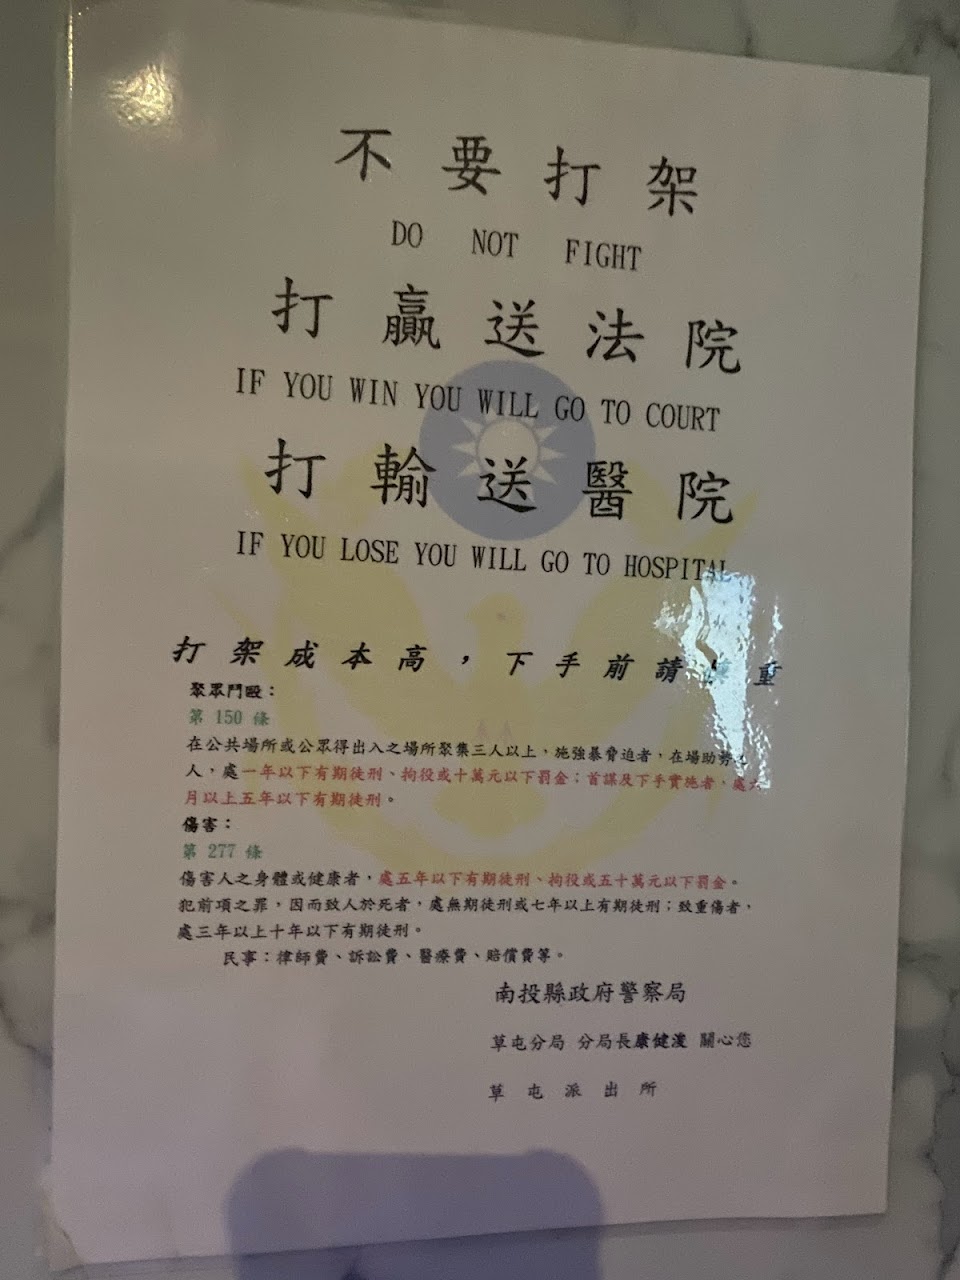 不要打架
DO NOT FIGHT
打贏送法院
IF YOU WIN YOU WILL GO TO COURT
打輸送醫院
IF YOU LOSE YOU WILL GO TO HOSPITAL
打架成本高，下手前請慎重
聚眾鬥毆：
第 150 條
在公共場所或公眾得出入之場所聚集三人以上，施強暴脅迫者，在場助勢之
人，處一年以下有期徒刑、拘役或十萬元以下罰金；首謀及下手實施者，處六
月以上五年以下有期徒刑。
傷害：
第 277 條
傷害人之身體或健康者，處五年以下有期徒刑、拘役或五十萬元以下罰金。
犯前項之罪，因而致人於死者，處無期徒刑或七年以上有期徒刑；致重傷者，
處三年以上十年以下有期徒刑。
民事：律師費、訴訟費、醫療費、賠償費等。
南投縣政府警察局
草屯分局 分局長康健浚 關心您
草屯派出所